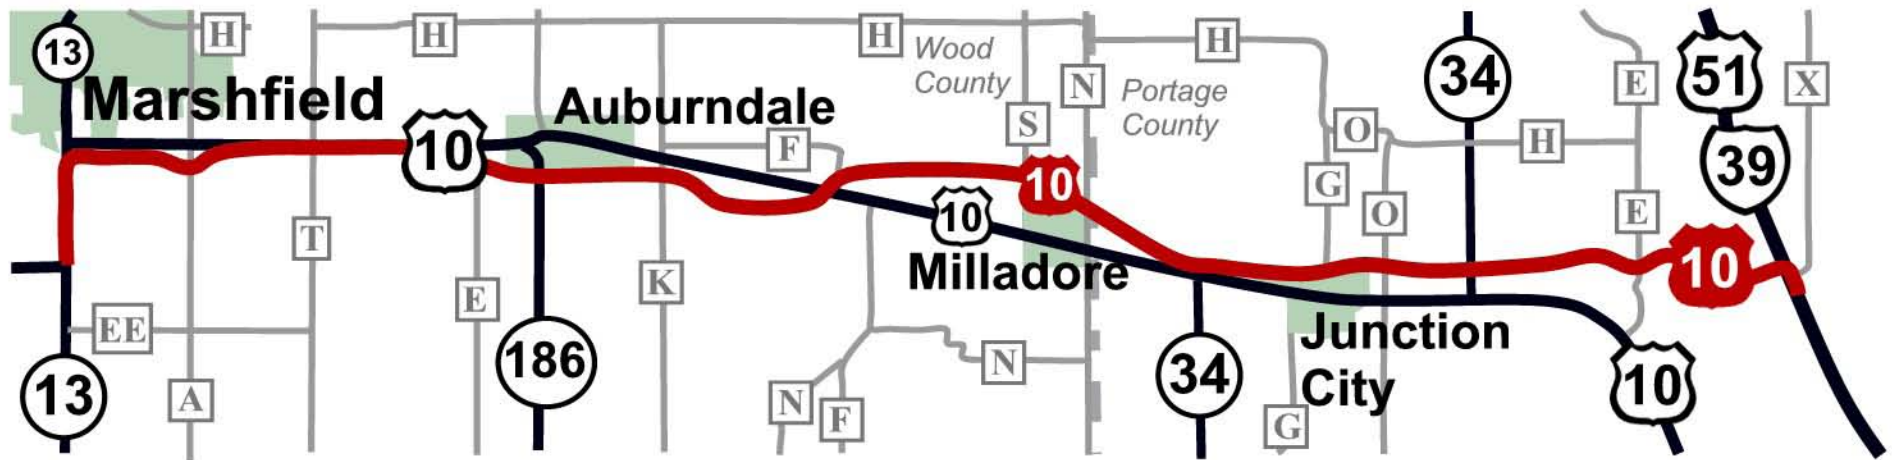 13
H
H
H
Wood
County
N
H
34
E
51
X
Marshfield
Auburndale
Portage
County
S
O
H
10
F
39
10
G
10
O
E
T
Milladore
10
E
K
EE
Junction
City
13
A
186
N
N
F
34
G
10